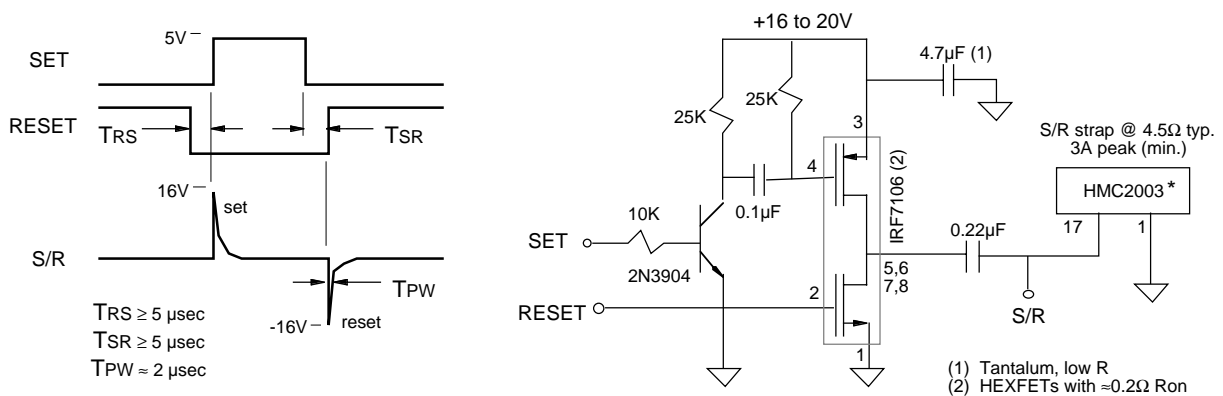 5V
SET
RESET
TRS
TSR
16V
set
S/R
TPW
-16V
reset
TRS ≥ 5 µsec
TSR ≥ 5 µsec
TPW ≈ 2 µsec
+16 to 20V
4.7µF (1)
25K
25K
3
4
0.1µF
IRF7106 (2)
S/R strap @ 4.5Ω typ.
3A peak (min.)
HMC2003*
17
1
10K
SET
2N3904
0.22µF
5,6
7,8
2
RESET
S/R
1
(1) Tantalum, low R
(2) HEXFETs with ≈0.2Ω Ron